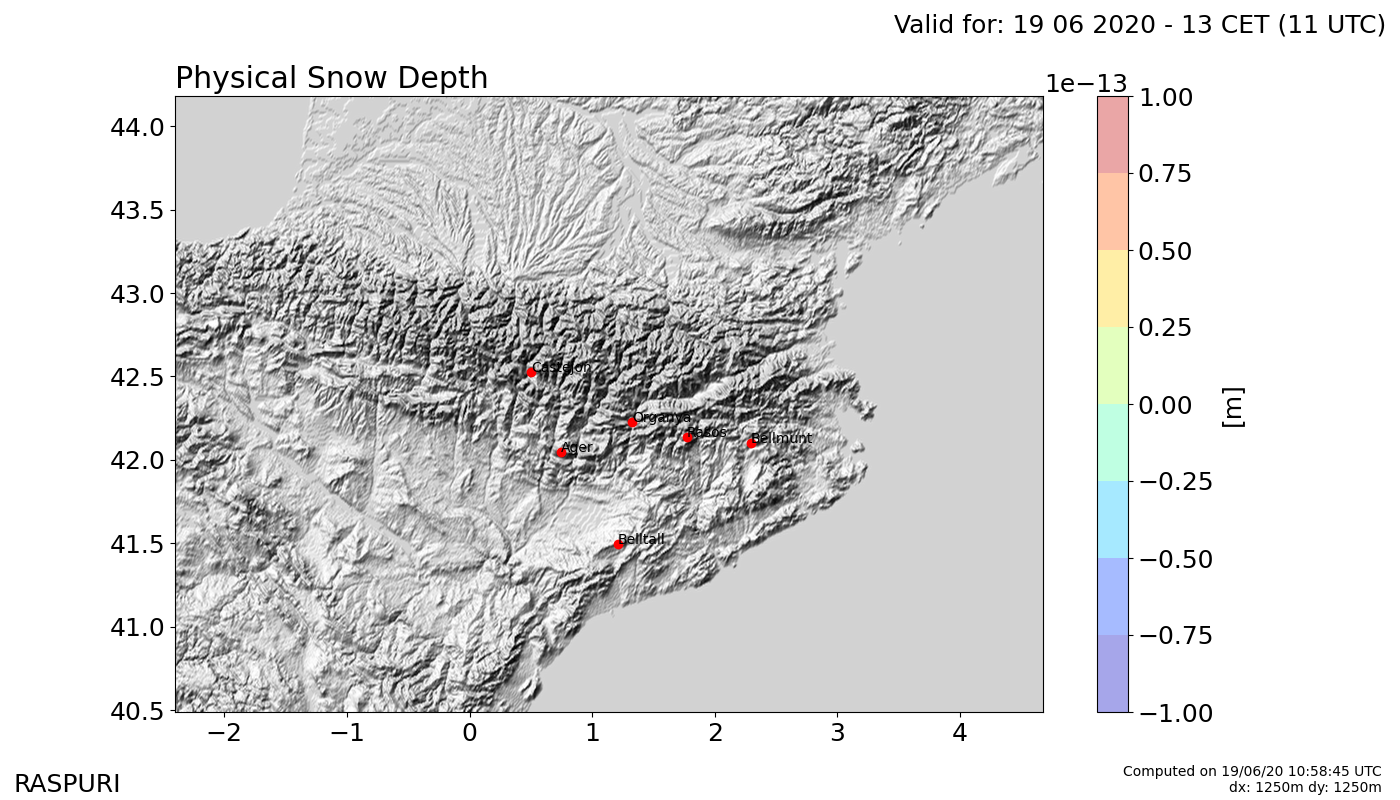 Valid for: 19 06 2020 - 13 CET (11 UTC)
Physical Snow Depth
1e−13
44.0
43.5
43.0
42.5
42.0
41.5
41.0
40.5
−2
−1
0
1
2
3
4
Castejon
Organya
Rasos
Bellmunt
Ager
Belltall
1.00
0.75
0.50
0.25
0.00
−0.25
−0.50
−0.75
−1.00
[m]
RASPURI
Computed on 19/06/20 10:58:45 UTC
dx: 1250m dy: 1250m